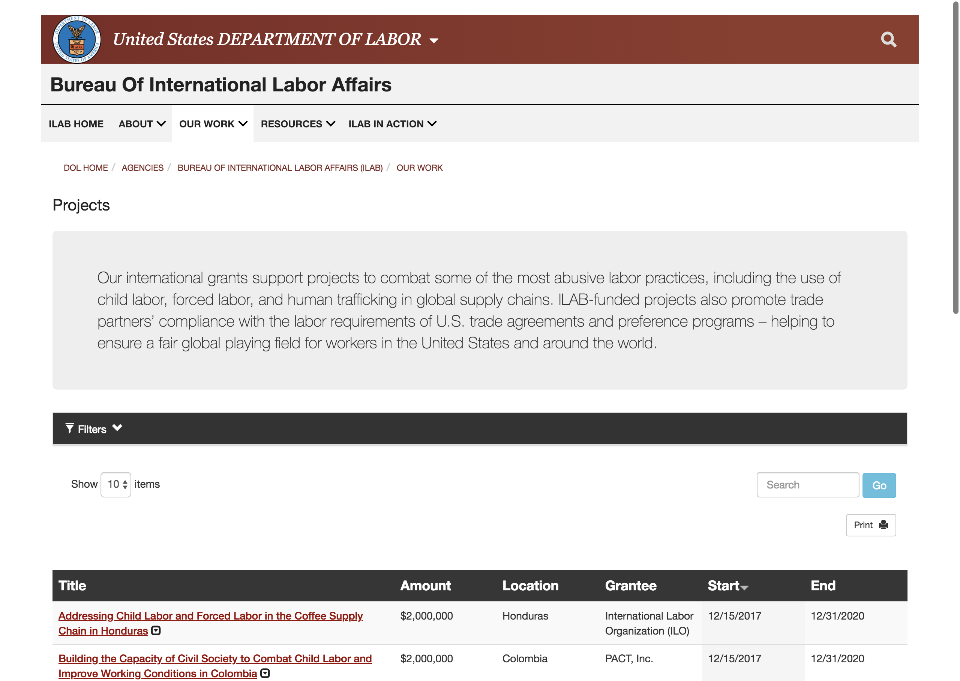 United States DEPARTMENT OF LABOR
Bureau Of International Labor Affairs
ILAB HOME ABOUT OUR WORK RESOURCES ILAB IN ACTION
DOL HOME / AGENCIES / BUREAU OF INTERNATIONAL LABOR AFFAIRS (ILAB) / OUR WORK
Projects
Our international grants support projects to combat some of the most abusive labor practices, including the use of
child labor, forced labor, and human trafficking in global supply chains. ILAB-funded projects also promote trade
partners' compliance with the labor requirements of U.S. trade agreements and preference programs – helping to
ensure a fair global playing field for workers in the United States and around the world.
Filters
Show 10 items
Search Go
Print
Title Amount Location Grantee Start End
Addressing Child Labor and Forced Labor in the Coffee Supply $2,000,000 Honduras International Labor 12/15/2017 12/31/2020
Chain in Honduras Organization (ILO)
Building the Capacity of Civil Society to Combat Child Labor and $2,000,000 Colombia PACT, Inc. 12/15/2017 12/31/2020
Improve Working Conditions in Colombia